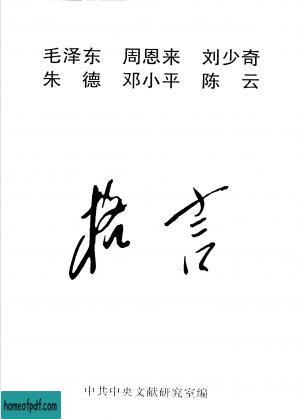 毛泽东 周恩来 刘少奇
朱 德 邓小平 陈 云
格言
中共中央文献研究室编
homeofpdf.com